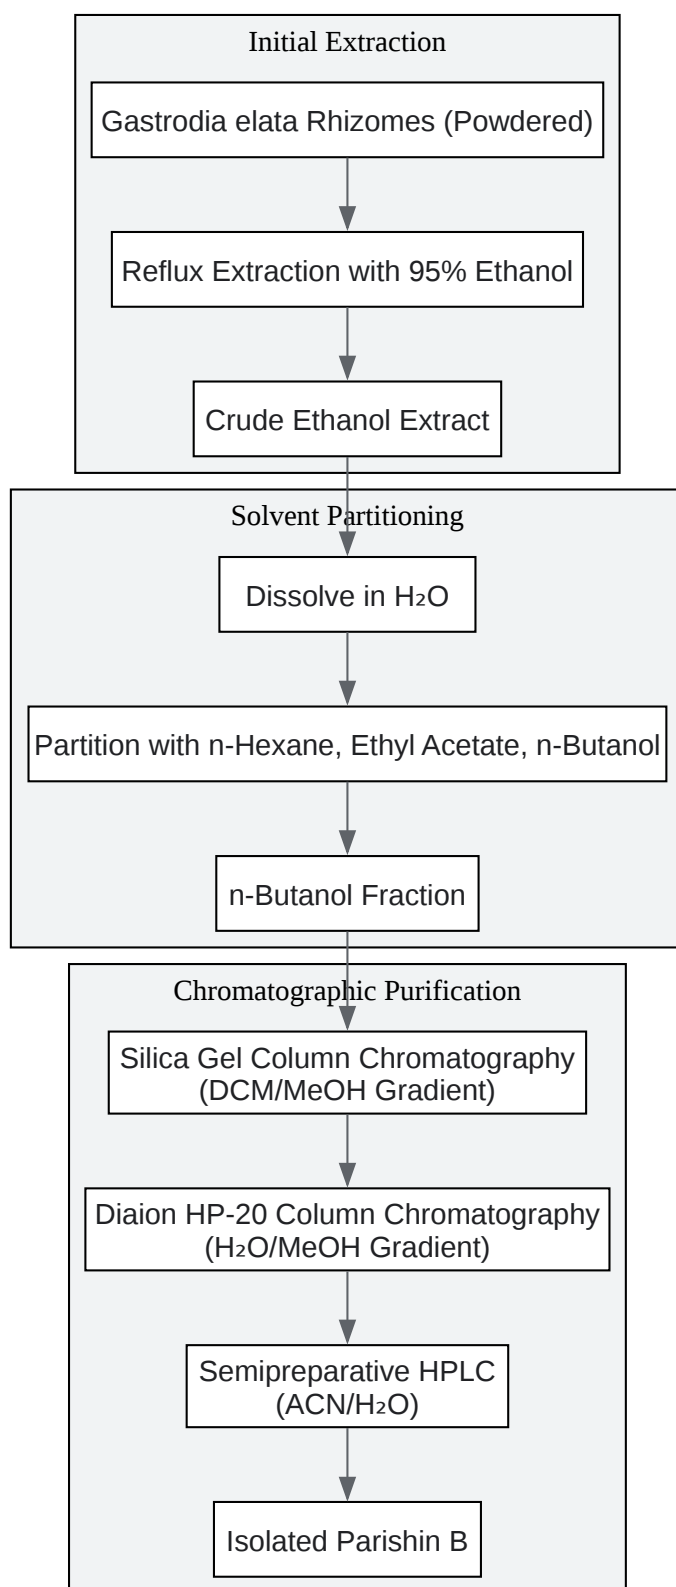 Initial Extraction
Gastrodia elata Rhizomes (Powdered)
Reflux Extraction with 95% Ethanol
Crude Ethanol Extract
Solvent Partitioning
Dissolve in H₂O
Partition with n-Hexane, Ethyl Acetate, n-Butanol
n-Butanol Fraction
Chromatographic Purification
Silica Gel Column Chromatography
(DCM/MeOH Gradient)
Diaion HP-20 Column Chromatography
(H₂O/MeOH Gradient)
Semipreparative HPLC
(ACN/H₂O)
Isolated Parishin B